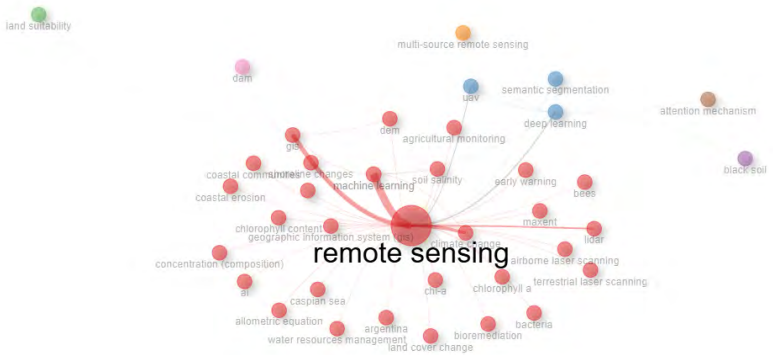 land suitability
multi-source remote sensing
dam
semantic segmentation
uav
attention mechanism
deep learning
dem
agricultural monitoring
gis
black soil
coastal communities
shoreline changes
machine learning
soil salinity
early warning
bees
coastal erosion
chlorophyll content
geographic information system (gis)
maxent
lidar
climate change
remote sensing
concentration (composition)
airborne laser scanning
terrestrial laser scanning
ai
caspian sea
chl-a
chlorophyll a
allometric equation
argentina
bioremediation
bacteria
water resources management
land cover change